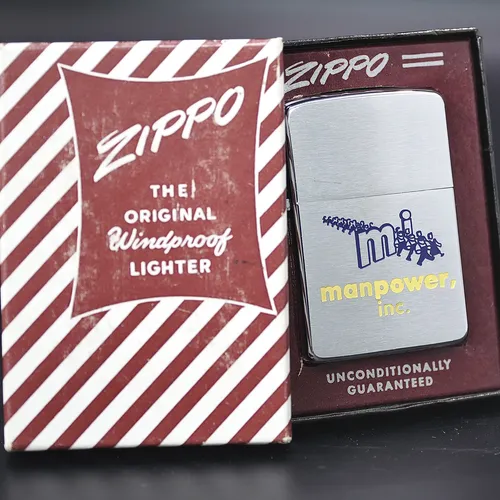 ZIPPO
THE
ORIGINAL
Windproof
LIGHTER
ZIPPO
mi
manpower,
inc.
UNCONDITIONALLY
GUARANTEED